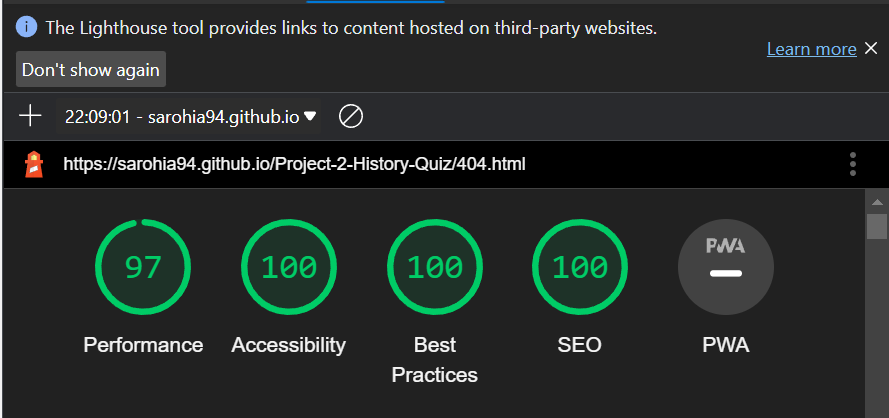 The Lighthouse tool provides links to content hosted on third-party websites.
Don't show again
Learn more
22:09:01 - sarohia94.github.io
https://sarohia94.github.io/Project-2-History-Quiz/404.html
97
100
100
100
PWA
Performance
Accessibility
Best
Practices
SEO
PWA